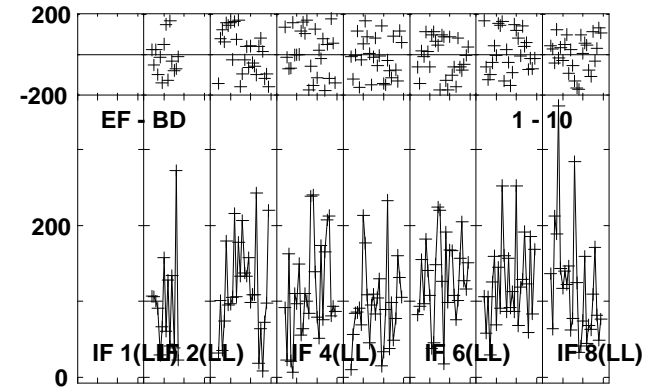 200
-200
EF - BD 1 - 10
200
IF 1(LL) IF 2(LL) IF 4(LL) IF 6(LL) IF 8(LL)
0